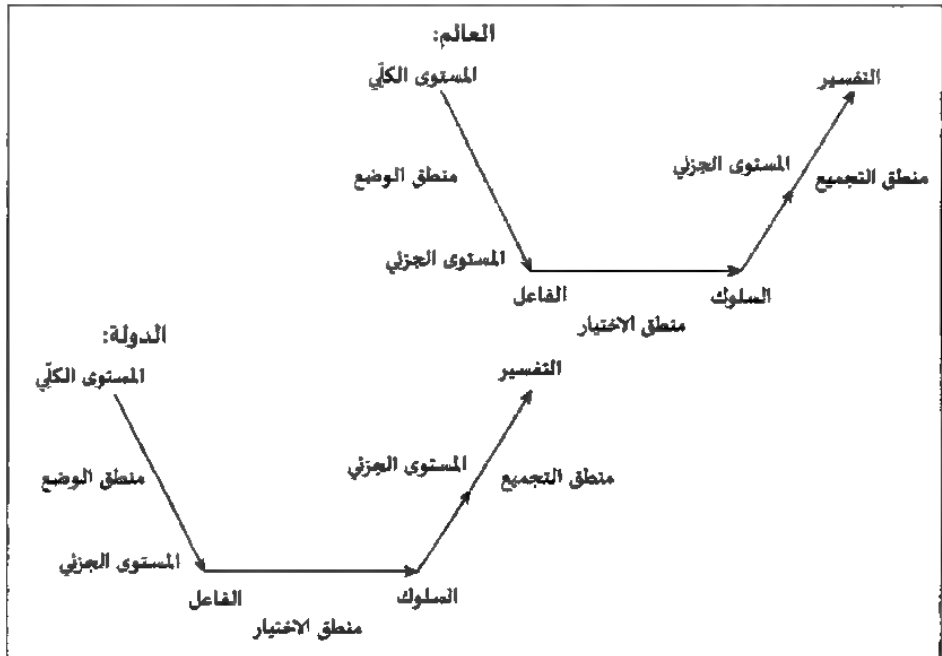 العالم:
المستوى الكلّي
التفسير
المستوى الجزئي
منطق الوضع
منطق التجميع
المستوى الجزئي
الفاعل
السلوك
منطق الاختيار
الدولة:
المستوى الكلّي
التفسير
المستوى الجزئي
منطق الوضع
منطق التجميع
المستوى الجزئي
الفاعل
السلوك
منطق الاختيار